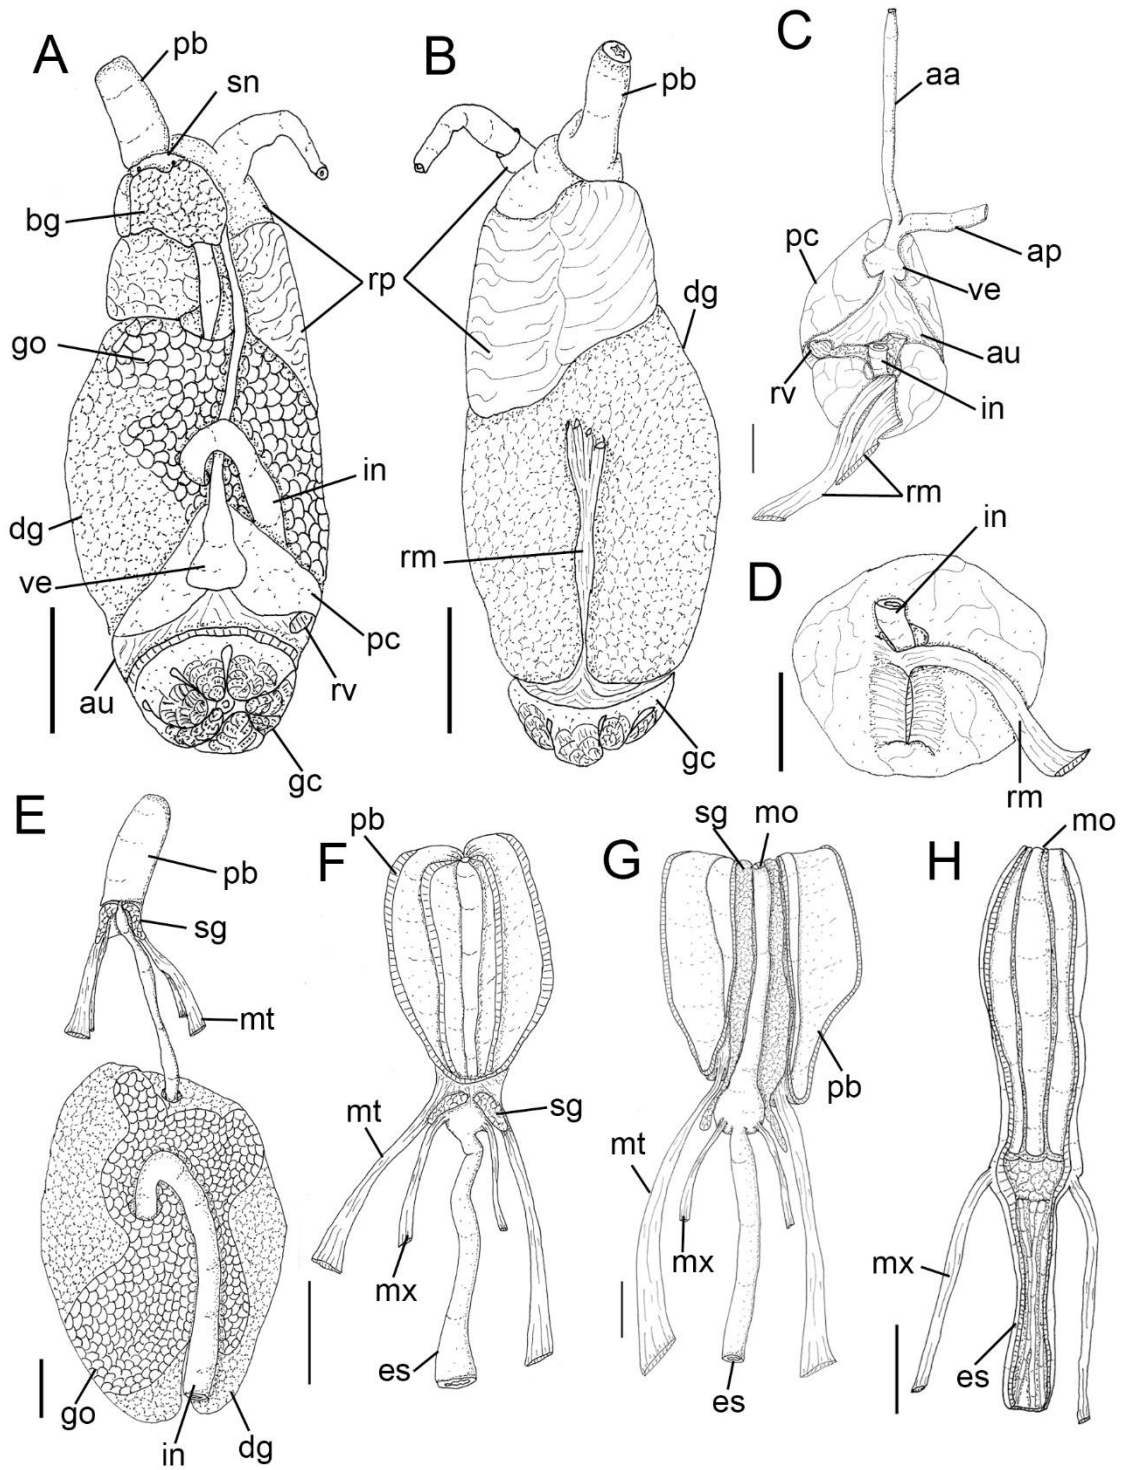 A
pb
sn
bg
rp
go
in
dg
ve
pc
rv
au
gc
B
pb
dg
rm
gc
C
aa
pc
ap
ve
au
rv
in
rm
D
in
rm
E
pb
sg
mt
go
in
dg
F
pb
mt
sg
mx
es
G
sg
mo
pb
mt
mx
es
H
mo
mx
es